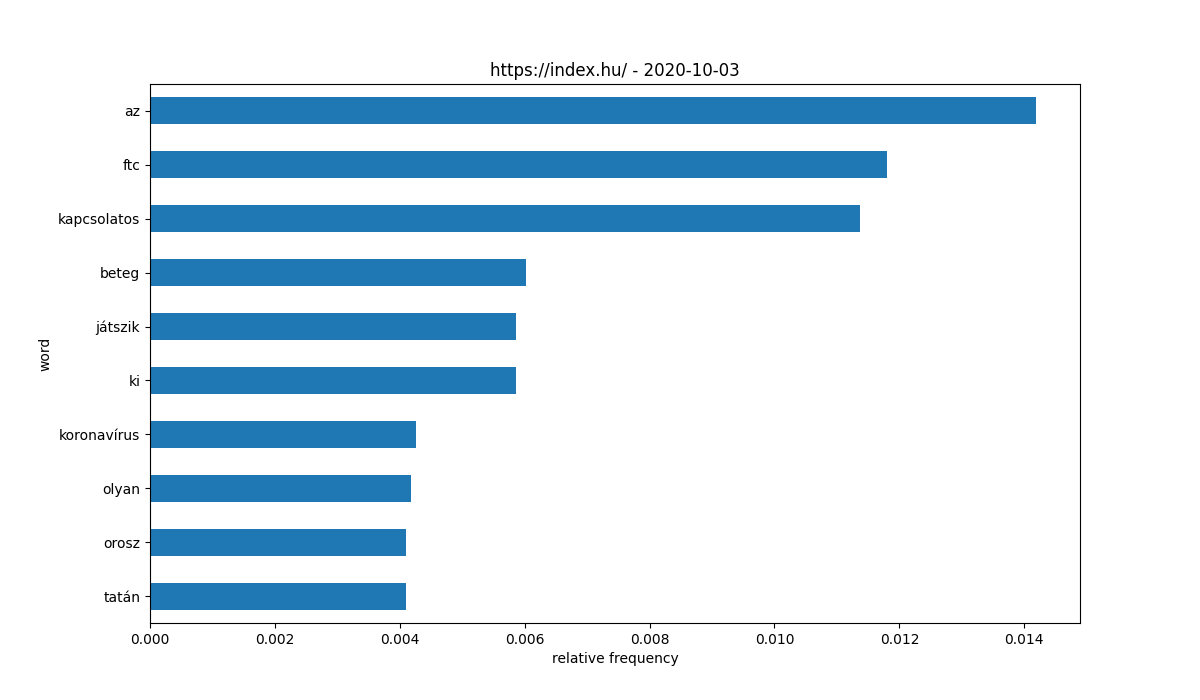 https://index.hu/ - 2020-10-03
az
ftc
kapcsolatos
beteg
játszik
ki
koronavírus
olyan
orosz
tatán
word
0.000 0.002 0.004 0.006 0.008 0.010 0.012 0.014
relative frequency